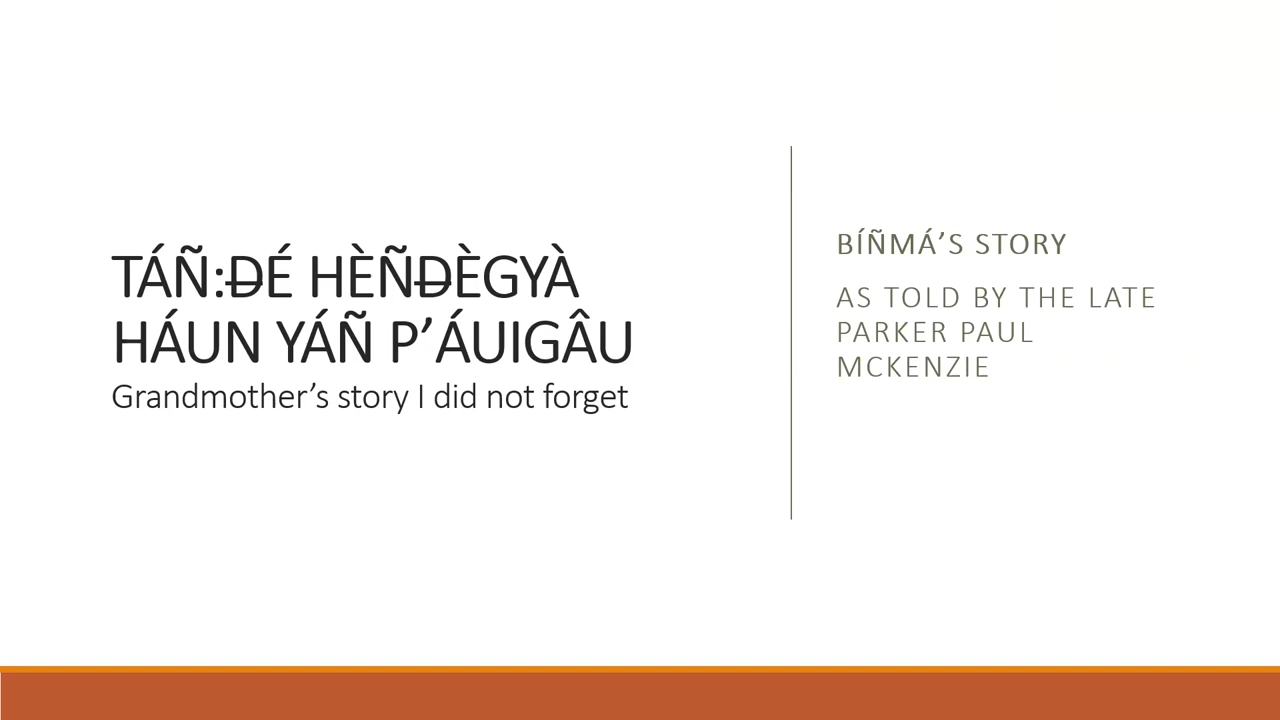 TÁÑ:ĐÉ HÈÑĐÈGYÀ
HÁUN YÁÑ P’ÁUIGÂU
Grandmother’s story I did not forget
BÍÑMÁ’S STORY
AS TOLD BY THE LATE
PARKER PAUL
MCKENZIE